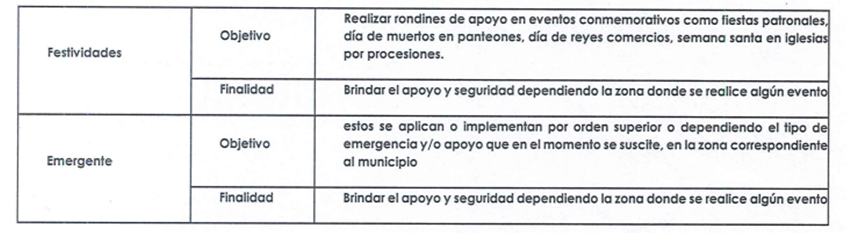 Festividades
Objetivo
Realizar rondines de apoyo en eventos conmemorativos como fiestas patronales,
día de muertos en panteones, día de reyes comercios, semana santa en iglesias
por procesiones.
Finalidad
Brindar el apoyo y seguridad dependiendo la zona donde se realice algún evento
Emergente
Objetivo
estos se aplican o implementan por orden superior o dependiendo el tipo de
emergencia y/o apoyo que en el momento se suscite, en la zona correspondiente
al municipio
Finalidad
Brindar el apoyo y seguridad dependiendo la zona donde se realice algún evento